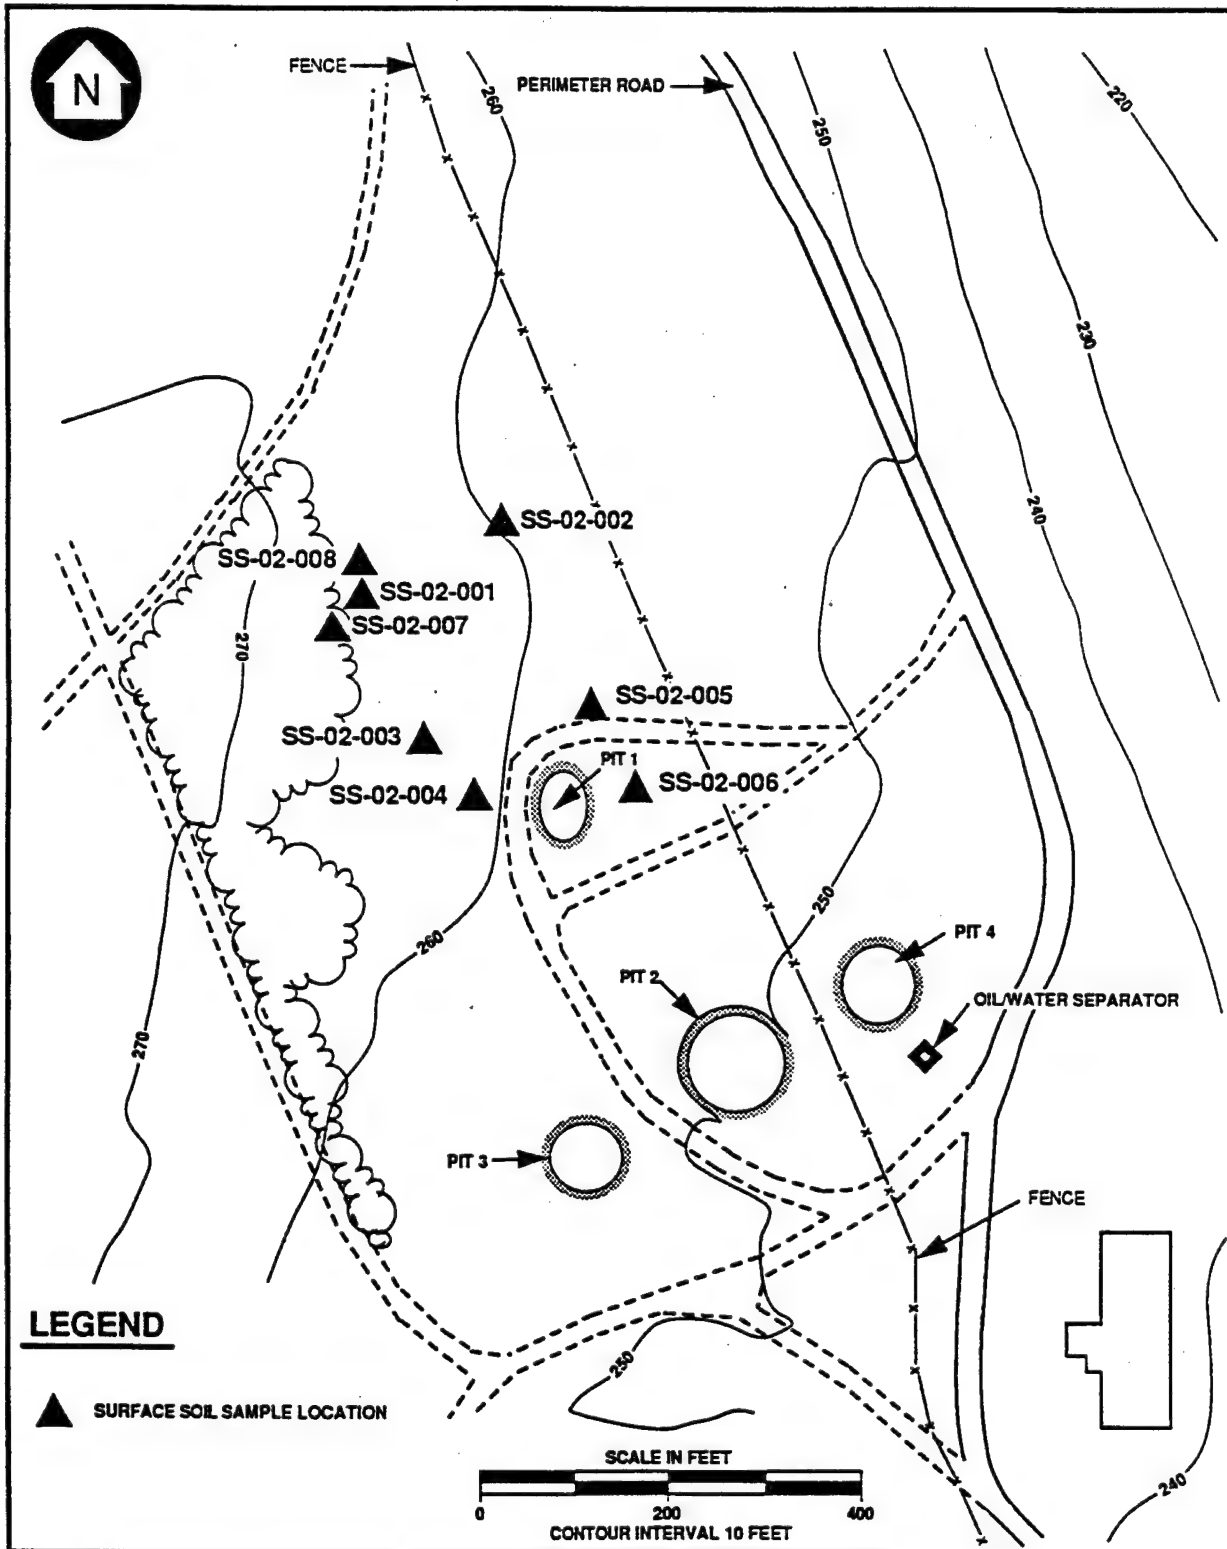 N
FENCE
PERIMETER ROAD
260
250
220
230
240
SS-02-002
SS-02-008
SS-02-001
SS-02-007
270
SS-02-005
SS-02-003
PIT 1
SS-02-006
SS-02-004
250
260
PIT 4
PIT 2
OIL/WATER SEPARATOR
270
PIT 3
FENCE
LEGEND
250
SURFACE SOIL SAMPLE LOCATION
SCALE IN FEET
240
0 200 400
CONTOUR INTERVAL 10 FEET